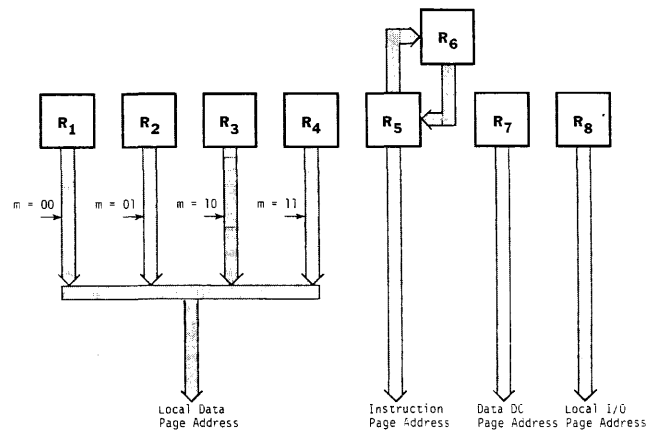 R6
R1 R2 R3 R4 R5 R7 R8
m = 00 m = 01 m = 10 m = 11
Local Data Instruction Data DC Local I/O
Page Address Page Address Page Address Page Address